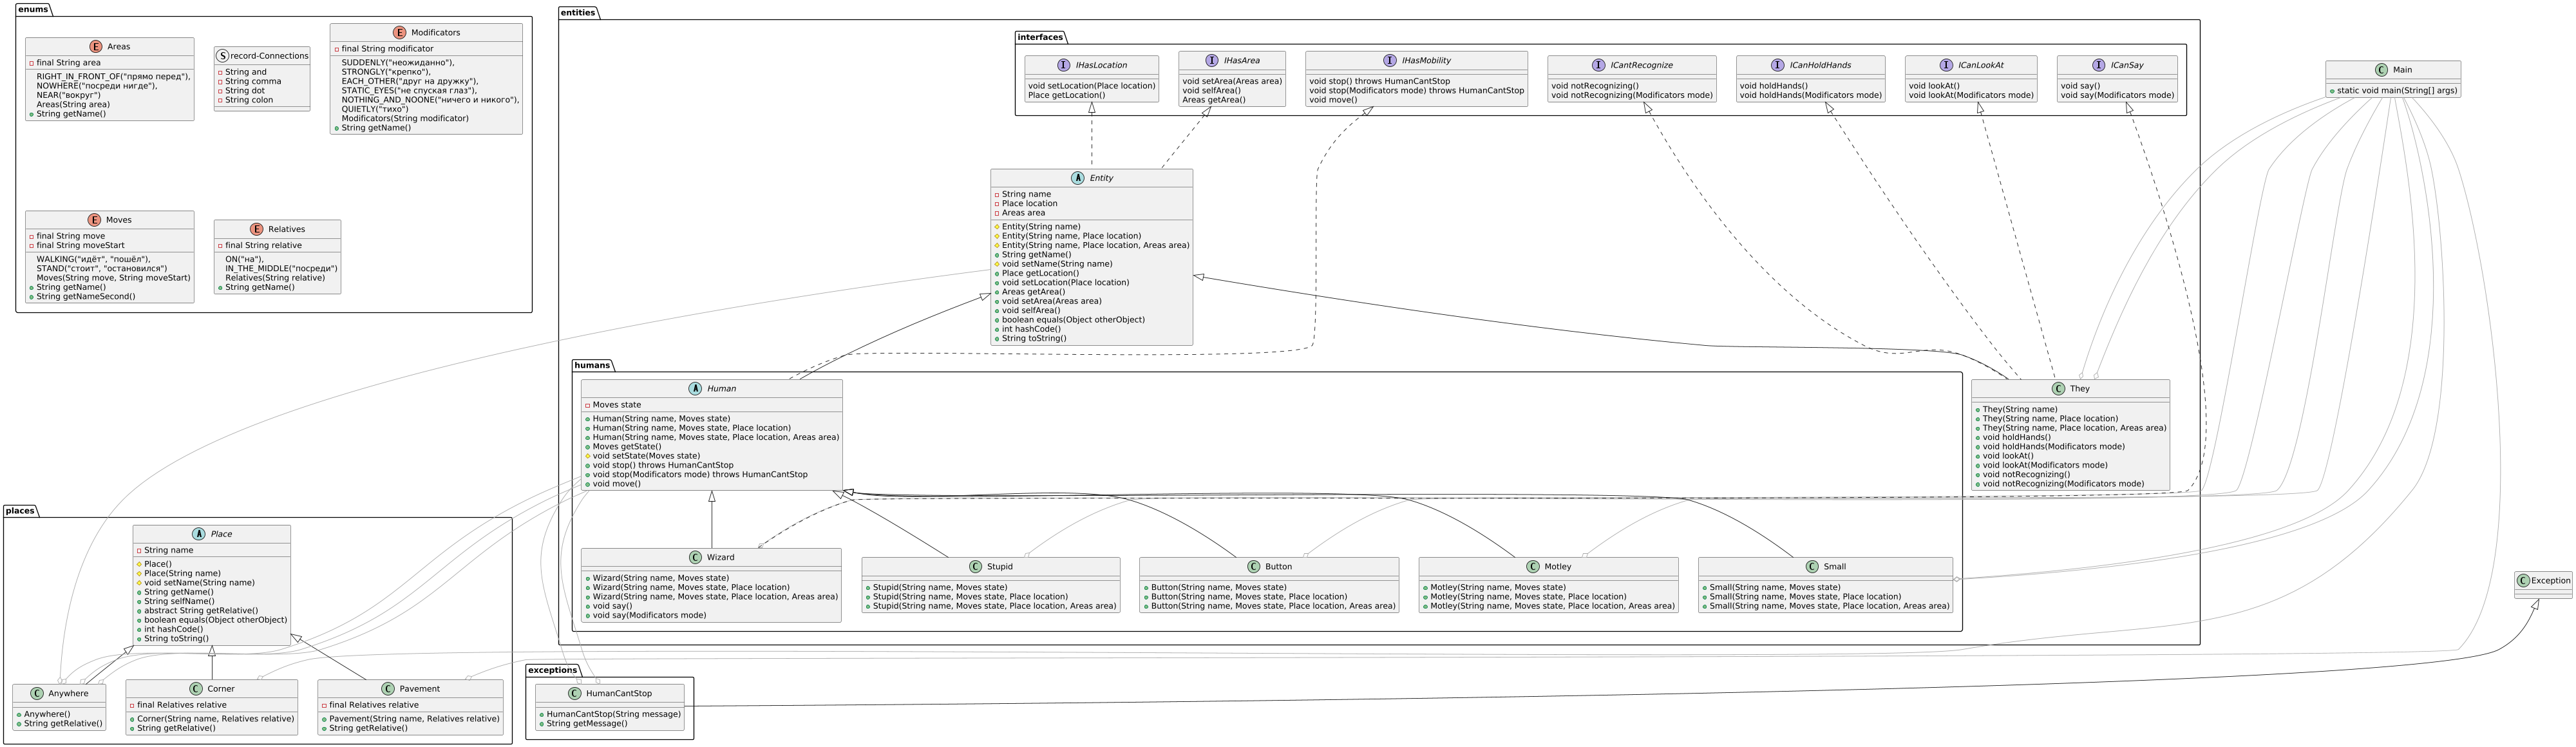 enums
E Areas
final String area
RIGHT_IN_FRONT_OF("прямо перед"),
NOWHERE("посреди нигде"),
NEAR("вокруг")
Areas(String area)
String getName()
S record-Connections
String and
String comma
String dot
String colon
E Modificators
final String modificator
SUDDENLY("неожиданно"),
STRONGLY("крепко"),
EACH_OTHER("друг на дружку"),
STATIC_EYES("не спуская глаз"),
NOTHING_AND_NOONE("ничего и никого"),
QUIETLY("тихо")
Modificators(String modificator)
String getName()
E Moves
final String move
final String moveStart
WALKING("идёт", "пошёл"),
STAND("стоит", "остановился")
Moves(String move, String moveStart)
String getName()
String getNameSecond()
E Relatives
final String relative
ON("на"),
IN_THE_MIDDLE("посреди")
Relatives(String relative)
String getName()
entities
interfaces
I IHasLocation
void setLocation(Place location)
Place getLocation()
I IHasArea
void setArea(Areas area)
void selfArea()
Areas getArea()
I IHasMobility
void stop() throws HumanCantStop
void stop(Modificators mode) throws HumanCantStop
void move()
I ICantRecognize
void notRecognizing()
void notRecognizing(Modificators mode)
I ICanHoldHands
void holdHands()
void holdHands(Modificators mode)
I ICanLookAt
void lookAt()
void lookAt(Modificators mode)
I ICanSay
void say()
void say(Modificators mode)
C Main
static void main(String[] args)
A Entity
String name
Place location
Areas area
Entity(String name)
Entity(String name, Place location)
Entity(String name, Place location, Areas area)
String getName()
void setName(String name)
Place getLocation()
void setLocation(Place location)
Areas getArea()
void setArea(Areas area)
void selfArea()
boolean equals(Object otherObject)
int hashCode()
String toString()
humans
A Human
Moves state
Human(String name, Moves state)
Human(String name, Moves state, Place location)
Human(String name, Moves state, Place location, Areas area)
Moves getState()
void setState(Moves state)
void stop() throws HumanCantStop
void stop(Modificators mode) throws HumanCantStop
void move()
C They
They(String name)
They(String name, Place location)
They(String name, Place location, Areas area)
void holdHands()
void holdHands(Modificators mode)
void lookAt()
void lookAt(Modificators mode)
void notRecognizing()
void notRecognizing(Modificators mode)
C Wizard
Wizard(String name, Moves state)
Wizard(String name, Moves state, Place location)
Wizard(String name, Moves state, Place location, Areas area)
void say()
void say(Modificators mode)
C Stupid
Stupid(String name, Moves state)
Stupid(String name, Moves state, Place location)
Stupid(String name, Moves state, Place location, Areas area)
C Button
Button(String name, Moves state)
Button(String name, Moves state, Place location)
Button(String name, Moves state, Place location, Areas area)
C Motley
Motley(String name, Moves state)
Motley(String name, Moves state, Place location)
Motley(String name, Moves state, Place location, Areas area)
C Small
Small(String name, Moves state)
Small(String name, Moves state, Place location)
Small(String name, Moves state, Place location, Areas area)
C Exception
places
A Place
String name
Place()
Place(String name)
void setName(String name)
String getName()
String selfName()
abstract String getRelative()
boolean equals(Object otherObject)
int hashCode()
String toString()
C Anywhere
Anywhere()
String getRelative()
C Corner
final Relatives relative
Corner(String name, Relatives relative)
String getRelative()
C Pavement
final Relatives relative
Pavement(String name, Relatives relative)
String getRelative()
exceptions
C HumanCantStop
HumanCantStop(String message)
String getMessage()